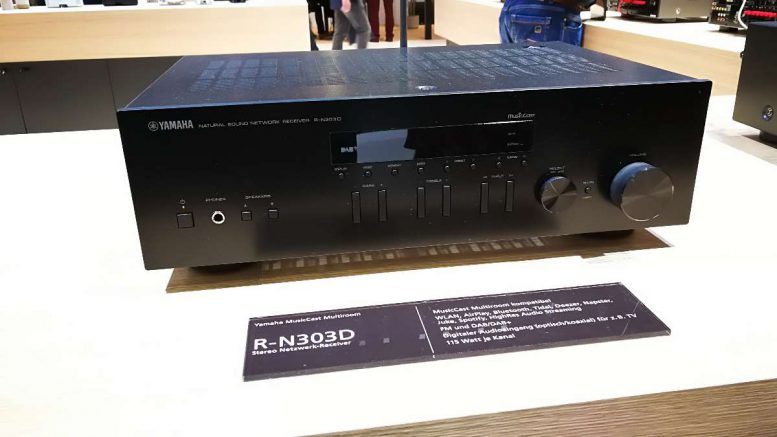 YAMAHA NATURAL SOUND NETWORK RECEIVER R-N303D
MusicCast
DAB+
PHONES
SPEAKERS
A B
VOLUME
Yamaha MusicCast Multiroom
R-N303D
Stereo Netzwerk-Receiver
MusicCast Multiroom kompatibel
WLAN, AirPlay, Bluetooth, Tidal, Deezer, Napster,
Juke, Spotify, HighRes Audio Streaming
FM und DAB/DAB+
Digitaler Audioeingang (optisch/koaxial) für z.B. TV
115 Watt je Kanal